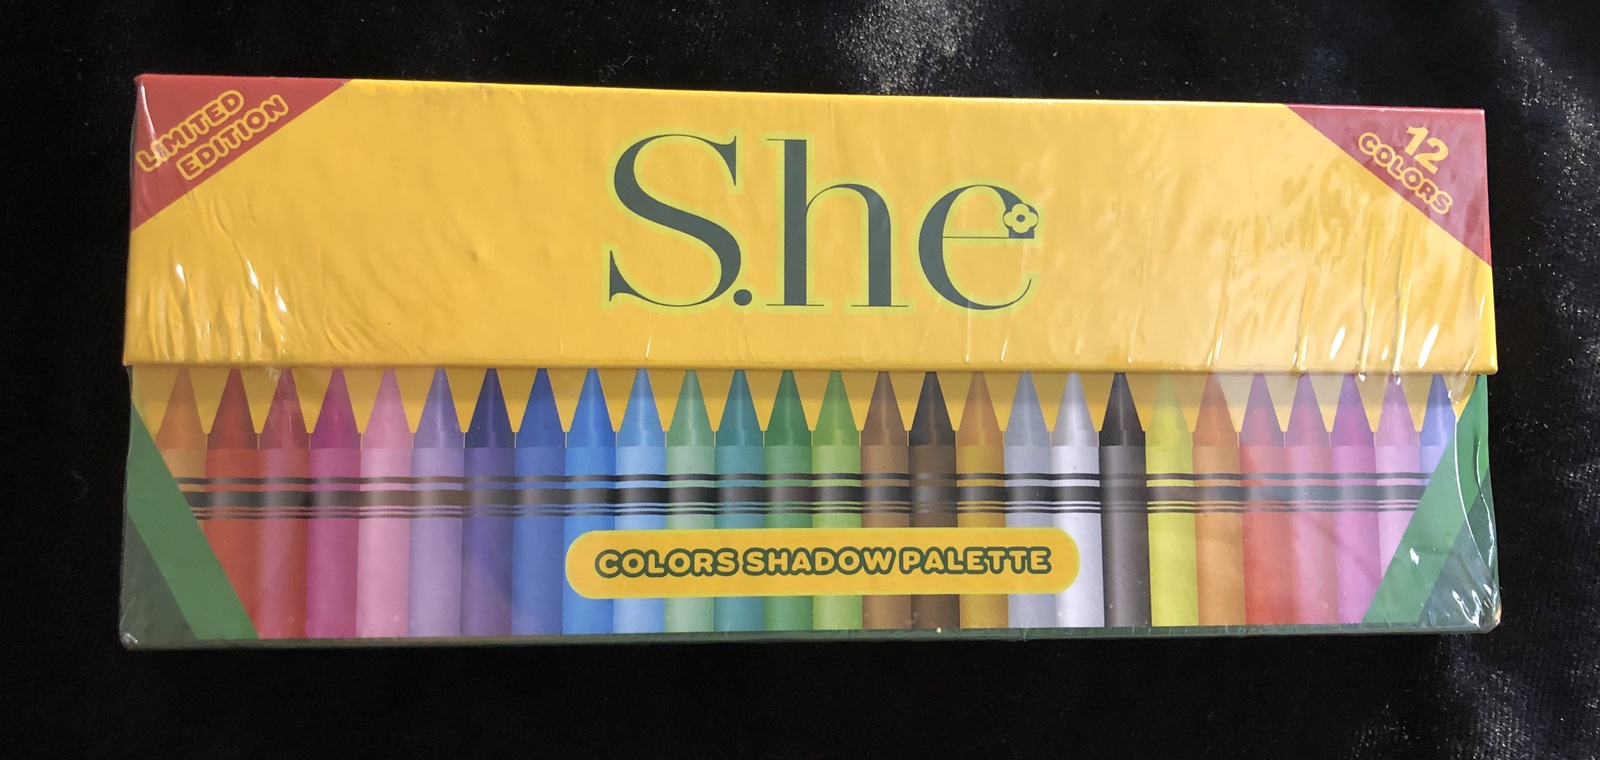 LIMITED
EDITION
S.he
12
COLORS
COLORS SHADOW PALETTE